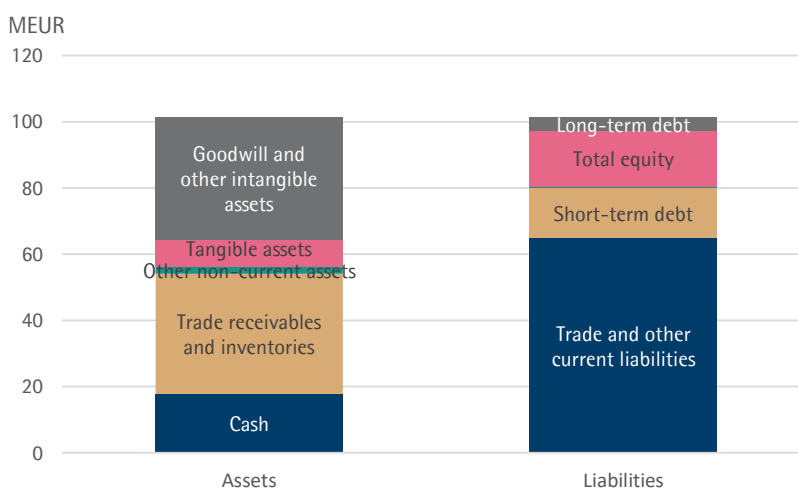 MEUR
120
100
80
60
40
20
0
Goodwill and
other intangible
assets
Tangible assets
Other non-current assets
Trade receivables
and inventories
Cash
Long-term debt
Total equity
Short-term debt
Trade and other
current liabilities
Assets
Liabilities